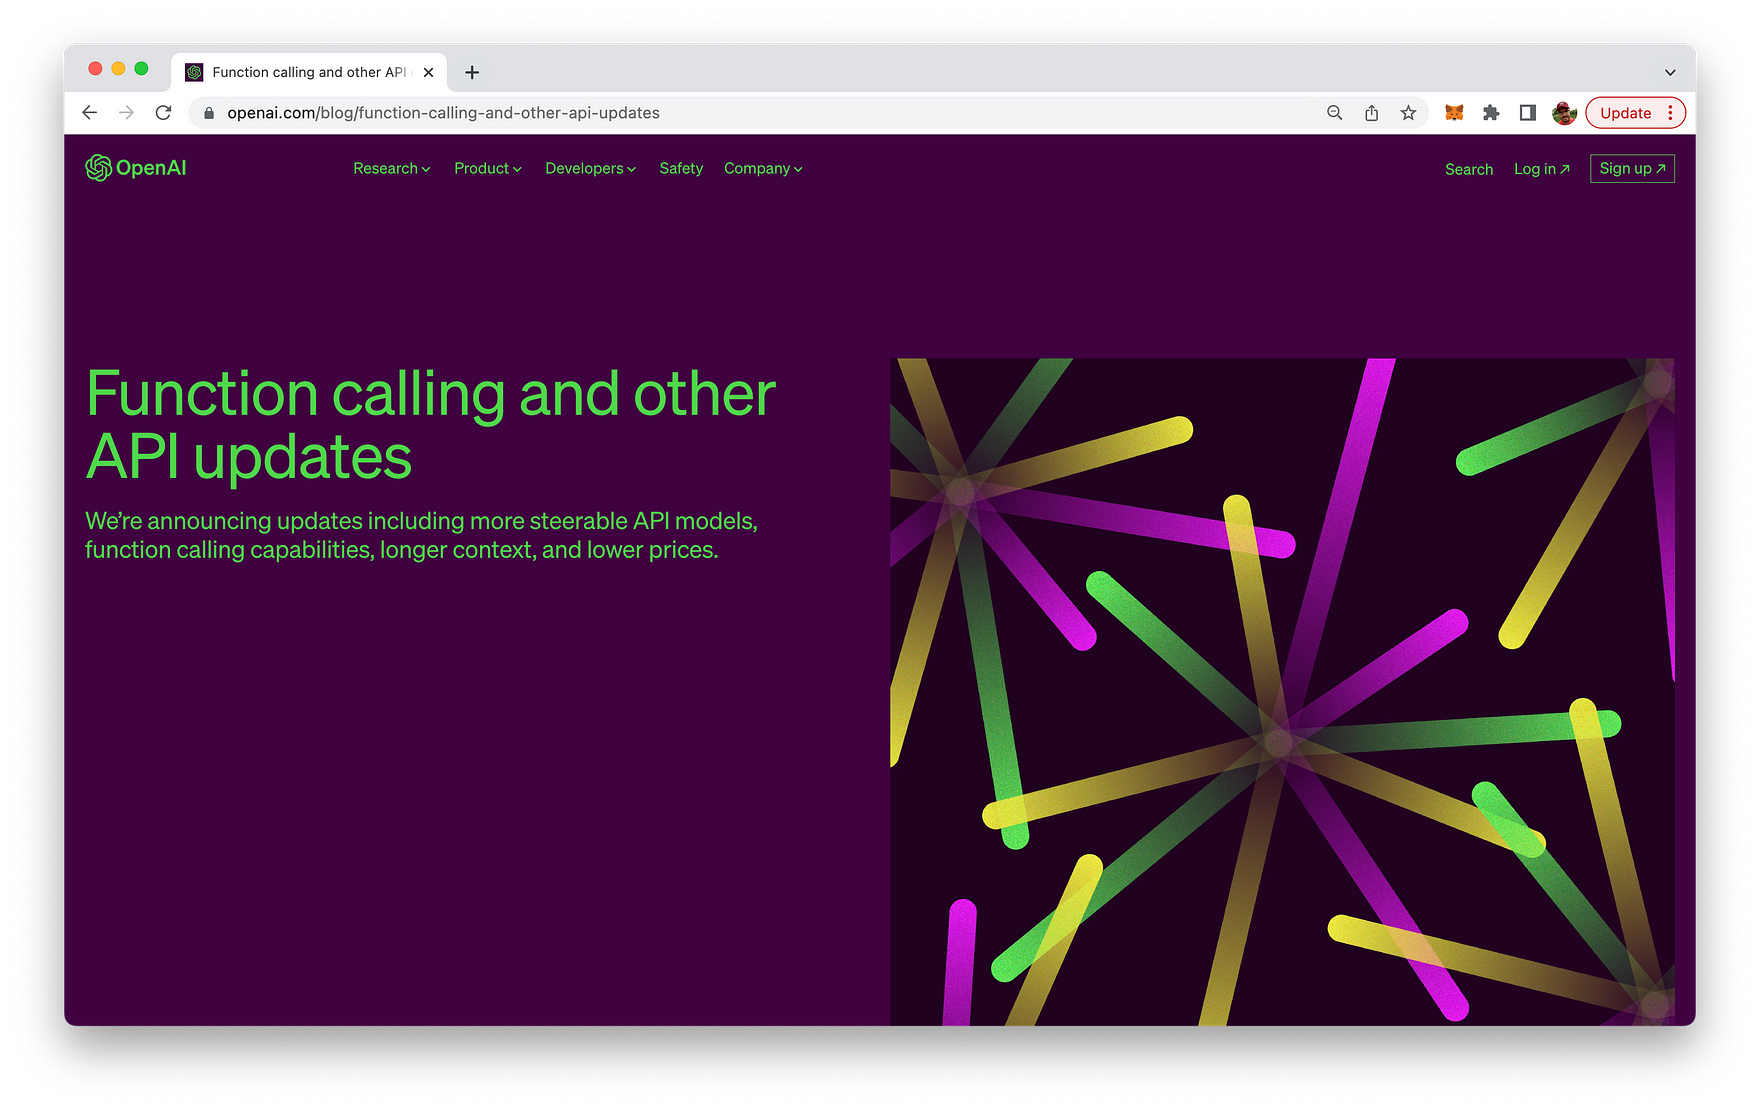 Function calling and other API
openai.com/blog/function-calling-and-other-api-updates
Update
OpenAI
Research
Product
Developers
Safety
Company
Search
Log in ↗
Sign up ↗
Function calling and other
API updates
We’re announcing updates including more steerable API models,
function calling capabilities, longer context, and lower prices.